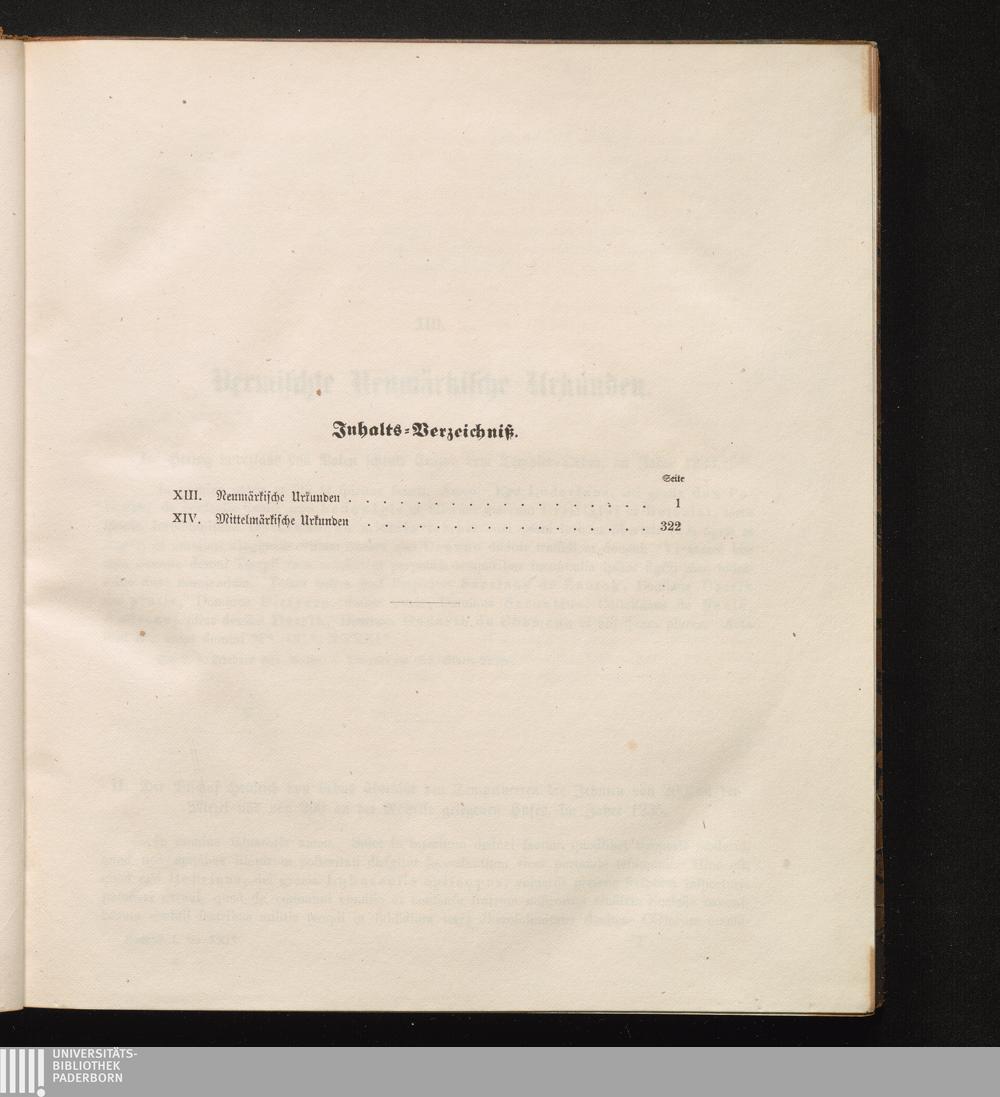 Inhalts-Verzeichniß.
Seite
XIII. Neumärkische Urkunden . . . . . . . . . . . . . . . . 1
XIV. Mittelmärkische Urkunden . . . . . . . . . . . . . . . 322
UNIVERSITÄTS-
BIBLIOTHEK
PADERBORN